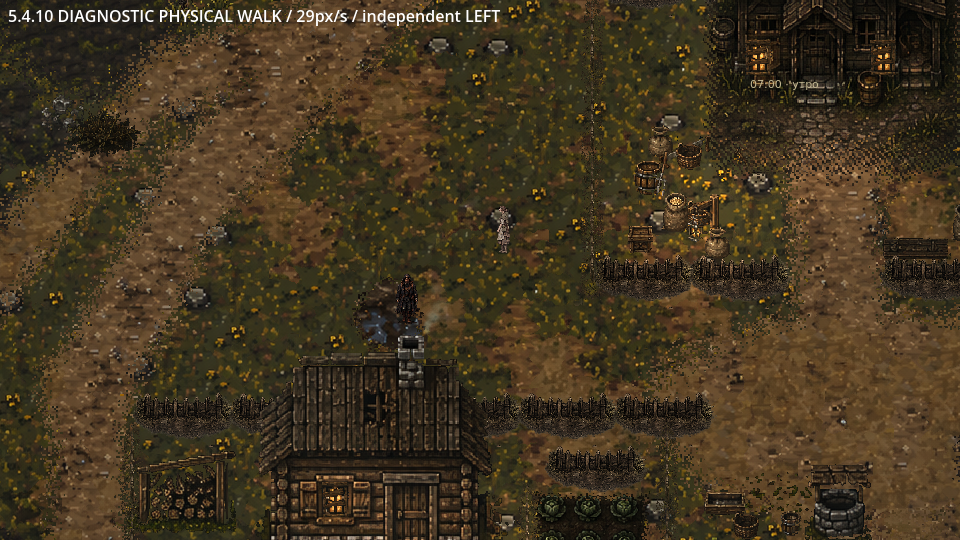 5.4.10 DIAGNOSTIC PHYSICAL WALK / 29px/s / independent LEFT
07:00 · утро